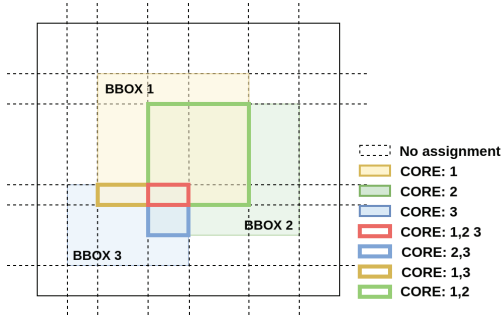 BBOX 1
BBOX 2
BBOX 3
No assignment
CORE: 1
CORE: 2
CORE: 3
CORE: 1,2 3
CORE: 2,3
CORE: 1,3
CORE: 1,2